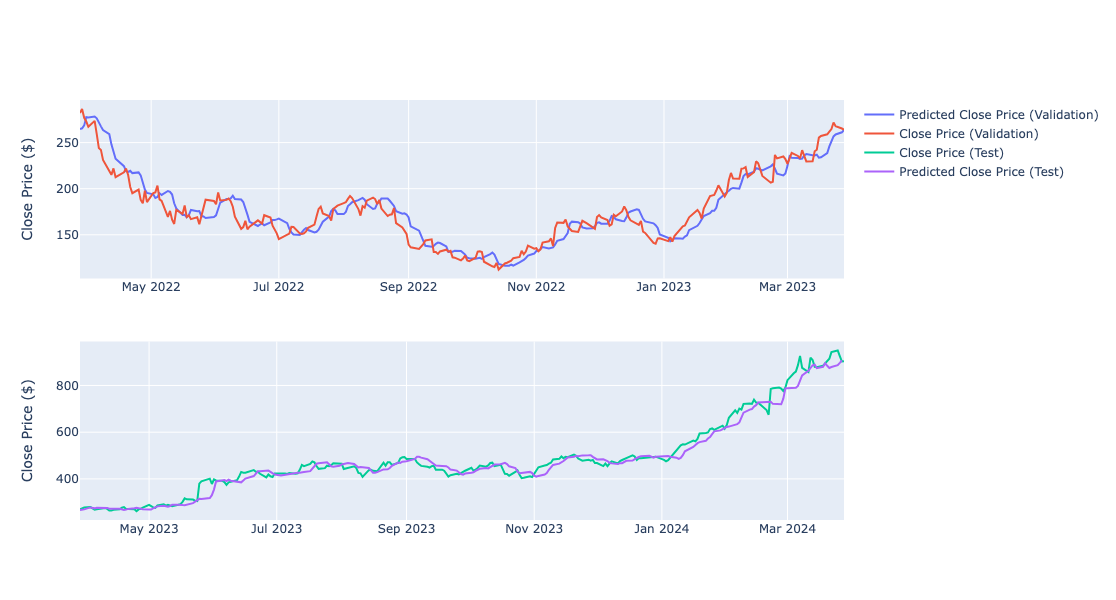 Close Price ($)
250
200
150
May 2022
Jul 2022
Sep 2022
Nov 2022
Jan 2023
Mar 2023
Predicted Close Price (Validation)
Close Price (Validation)
Close Price (Test)
Predicted Close Price (Test)
Close Price ($)
800
600
400
May 2023
Jul 2023
Sep 2023
Nov 2023
Jan 2024
Mar 2024